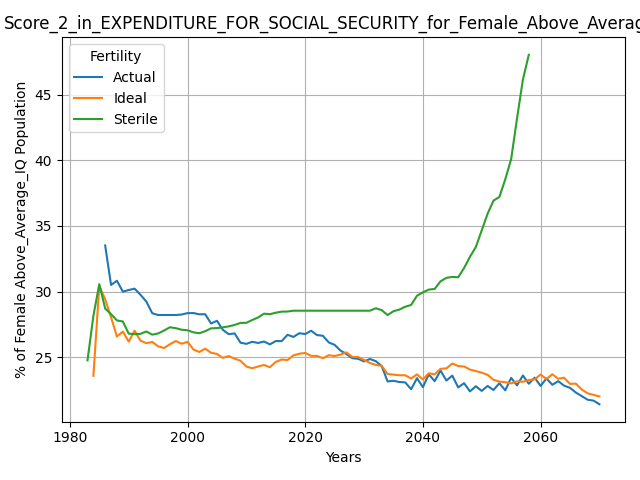 Score_2_in_EXPENDITURE_FOR_SOCIAL_SECURITY_for_Female_Above_Averag
Fertility
Actual
Ideal
Sterile
% of Female Above_Average_IQ Population
45
40
35
30
25
1980
2000
2020
2040
2060
Years